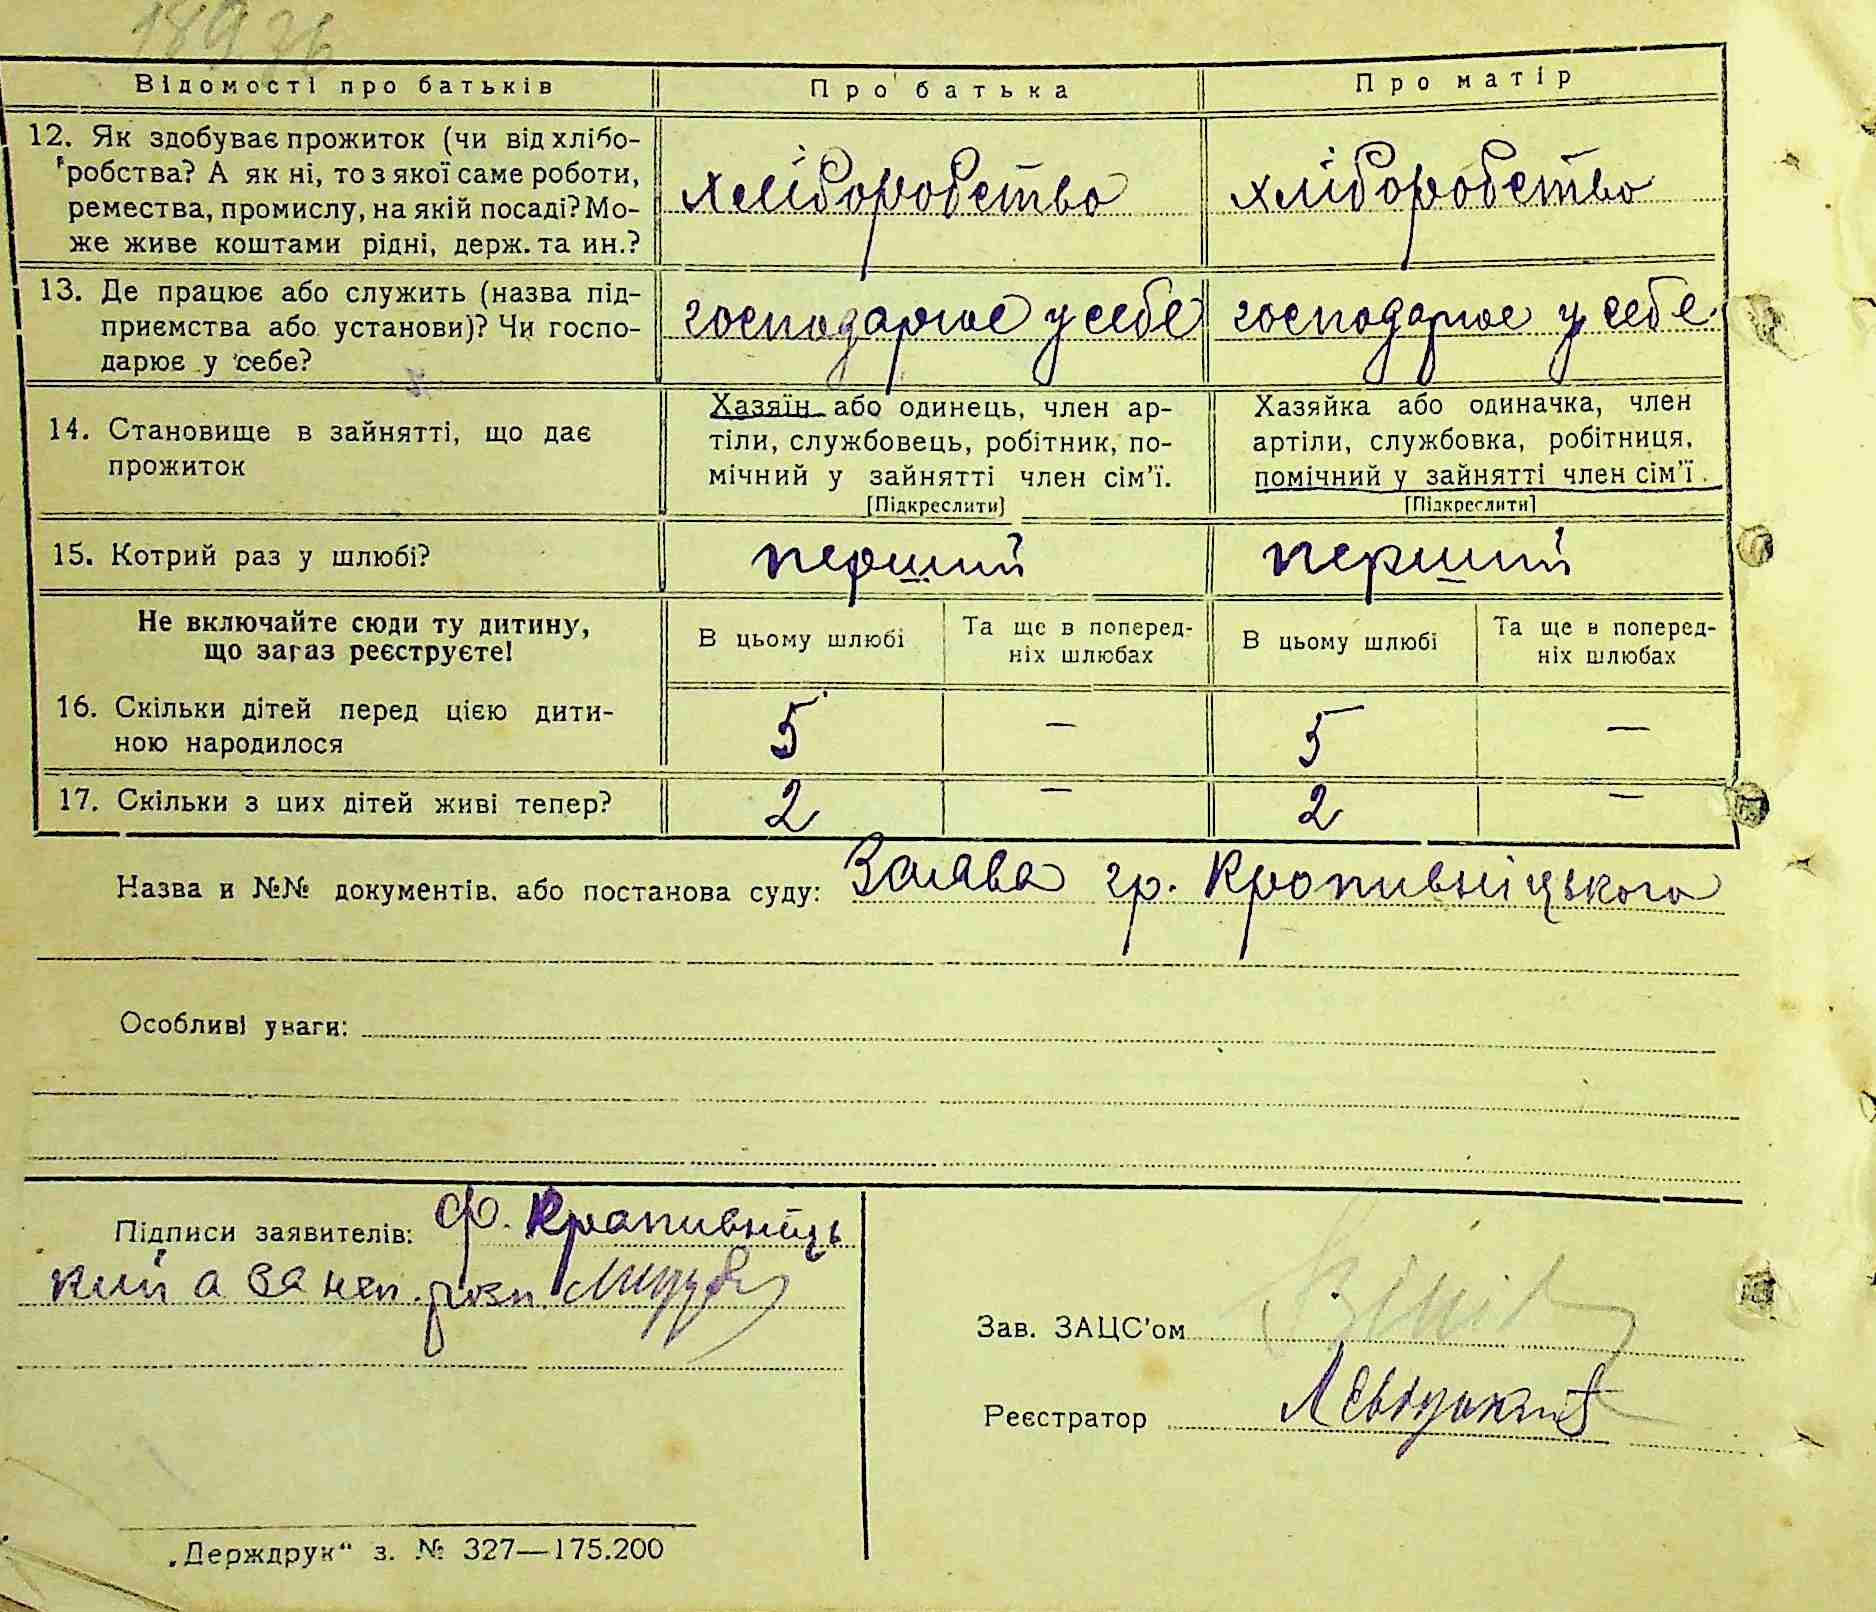 18926
Відомості про батьків
Про батька
Про матір
12. Як здобуває прожиток (чи від хлібо-
робства? А як ні, то з якої саме роботи,
ремества, промислу, на якій посаді? Мо-
же живе коштами рідні, держ. та ин.?
хліборобство
хліборобство
13. Де працює або служить (назва під-
приємства або установи)? Чи госпо-
дарює у себе?
господарює у себе
господарює у себе
14. Становище в зайнятті, що дає
прожиток
Хазяїн або одинець, член ар-
тіли, службовець, робітник, по-
мічний у зайнятті член сім'ї.
[Підкреслити]
Хазяйка або одиначка, член
артіли, службовка, робітниця,
помічний у зайнятті член сім'ї.
[Підкреслити]
15. Котрий раз у шлюбі?
перший
перший
Не включайте сюди ту дитину,
що зараз реєструєте!
В цьому шлюбі
Та ще в поперед-
ніх шлюбах
В цьому шлюбі
Та ще в поперед-
ніх шлюбах
16. Скільки дітей перед цією дити-
ною народилося
5
—
5
—
17. Скільки з цих дітей живі тепер?
2
—
2
—
Назва и №№ документів, або постанова суду: Заява гр. Кропивніцького
Особливі уваги:
Підписи заявителів: Ф. Кропивніць
кий а за неп. розп.
Зав. ЗАЦС'ом
Реєстратор Левицький
„Держдрук“ з. № 327—175.200